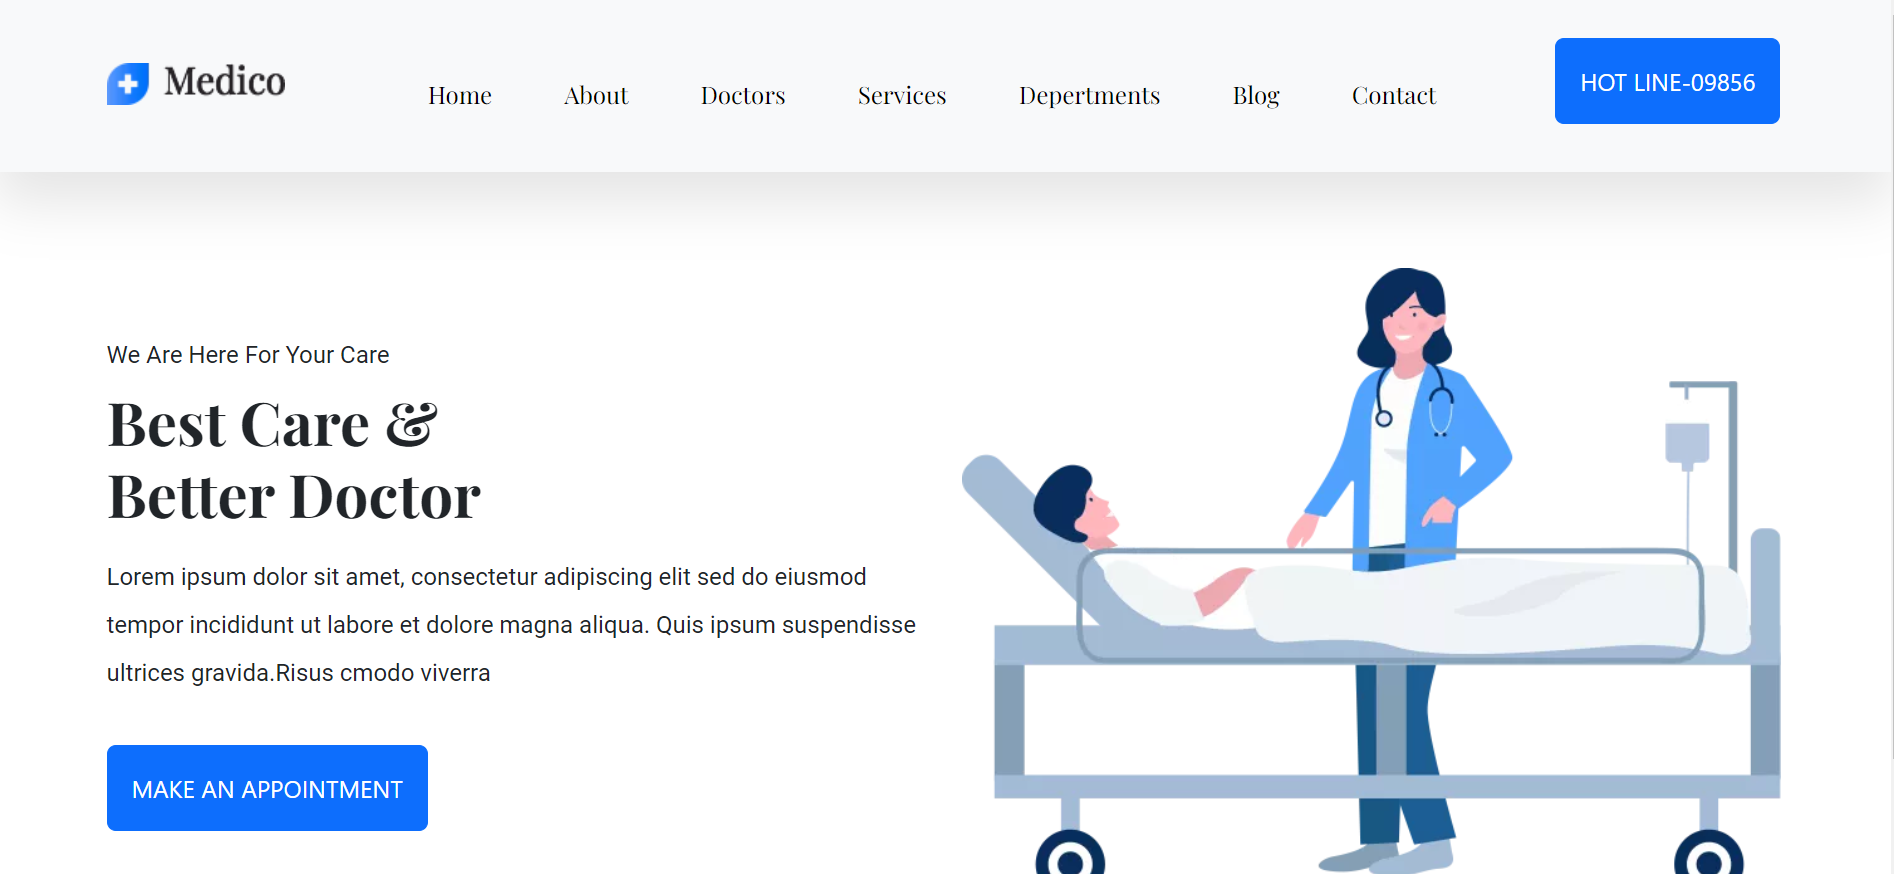 Medico
Home About Doctors Services Depertments Blog Contact
HOT LINE-09856
We Are Here For Your Care
Best Care &
Better Doctor
Lorem ipsum dolor sit amet, consectetur adipiscing elit sed do eiusmod
tempor incididunt ut labore et dolore magna aliqua. Quis ipsum suspendisse
ultrices gravida.Risus cmodo viverra
MAKE AN APPOINTMENT